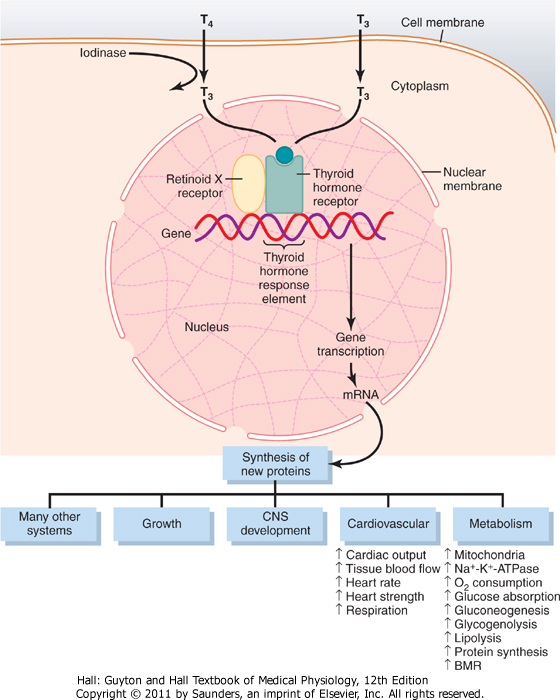 T4
T3
Cell membrane
Iodinase
T3
T3
Cytoplasm
Retinoid X
receptor
Thyroid
hormone
receptor
Nuclear
membrane
Gene
Thyroid
hormone
response
element
Nucleus
Gene
transcription
mRNA
Synthesis of
new proteins
Many other
systems
Growth
CNS
development
Cardiovascular
Metabolism
↑ Cardiac output
↑ Tissue blood flow
↑ Heart rate
↑ Heart strength
↑ Respiration
↑ Mitochondria
↑ Na+-K+-ATPase
↑ O2 consumption
↑ Glucose absorption
↑ Gluconeogenesis
↑ Glycogenolysis
↑ Lipolysis
↑ Protein synthesis
↑ BMR
Hall: Guyton and Hall Textbook of Medical Physiology, 12th Edition
Copyright © 2011 by Saunders, an imprint of Elsevier, Inc. All rights reserved.